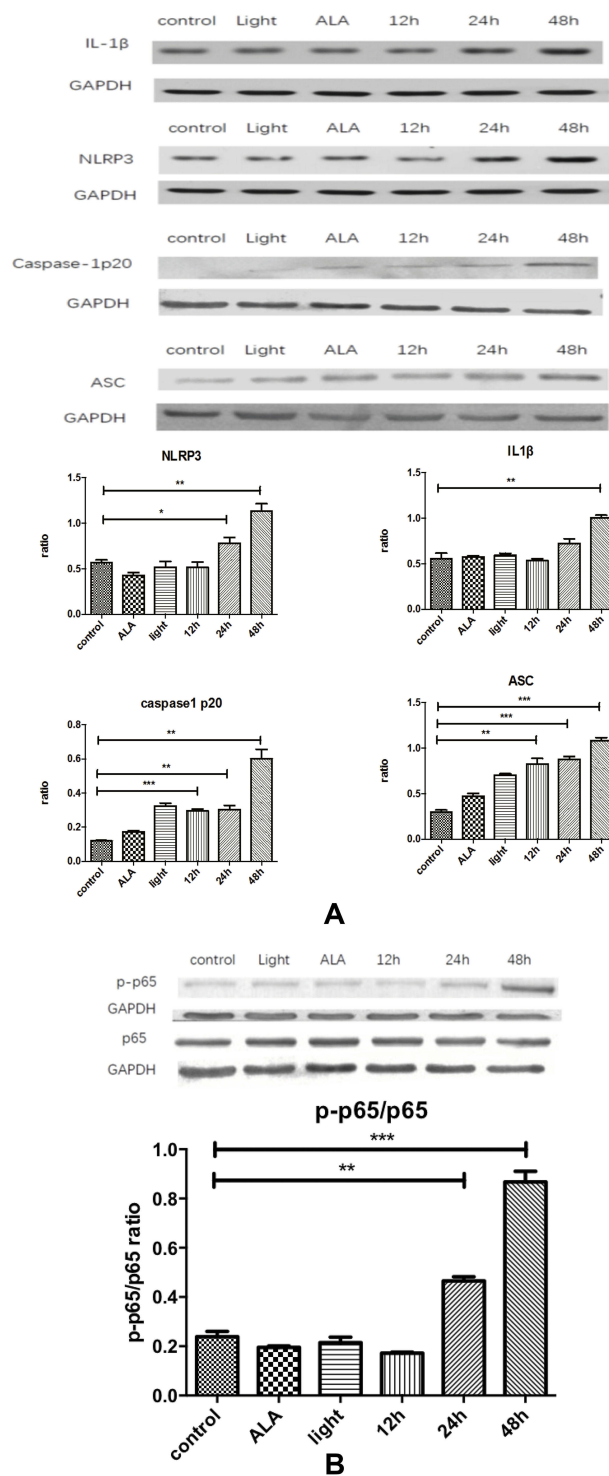 control Light ALA 12h 24h 48h
IL-1β
GAPDH
control Light ALA 12h 24h 48h
NLRP3
GAPDH
control Light ALA 12h 24h 48h
Caspase-1p20
GAPDH
control Light ALA 12h 24h 48h
ASC
GAPDH
NLRP3
**
*
ratio
1.5
1.0
0.5
0.0
control ALA light 12h 24h 48h
IL1β
**
ratio
1.5
1.0
0.5
0.0
control ALA light 12h 24h 48h
caspase1 p20
**
**
***
ratio
0.6
0.4
0.2
0.0
control ALA light 12h 24h 48h
ASC
***
***
**
ratio
1.5
1.0
0.5
0.0
control ALA light 12h 24h 48h
A
control Light ALA 12h 24h 48h
p-p65
GAPDH
p65
GAPDH
p-p65/p65
***
**
p-p65/p65 ratio
1.0
0.8
0.6
0.4
0.2
0.0
control ALA light 12h 24h 48h
B